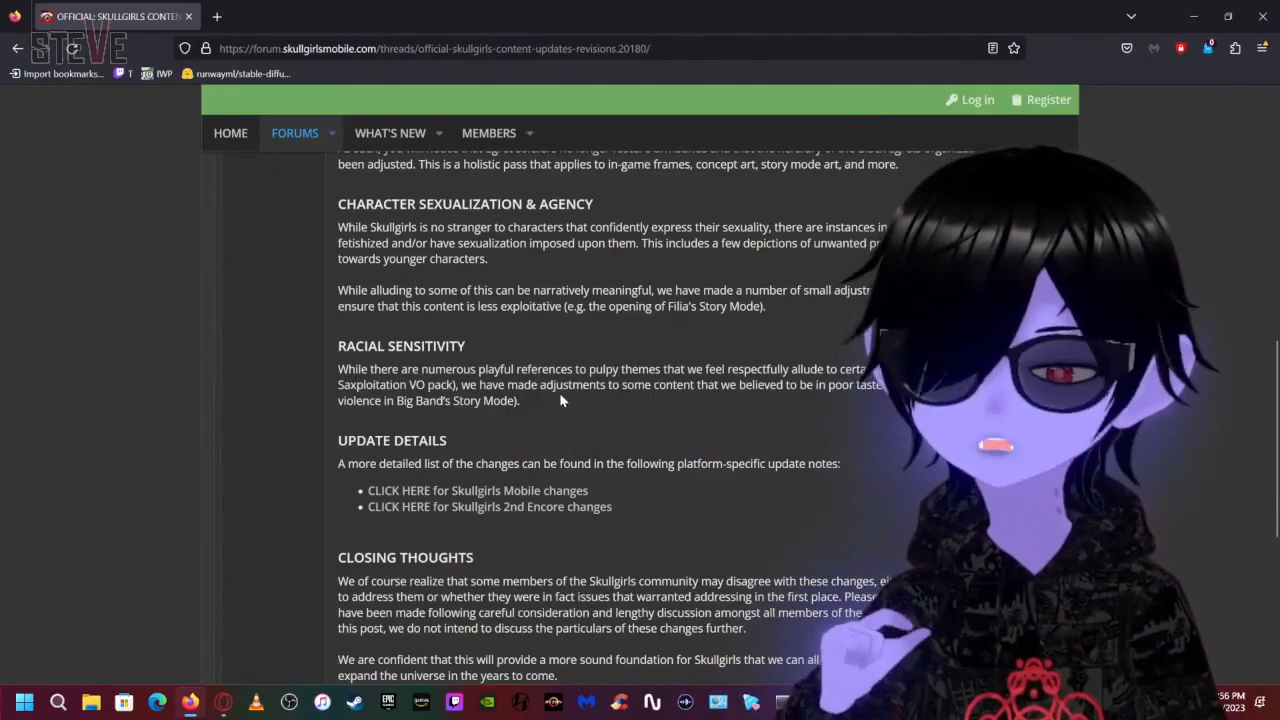 OFFICIAL: SKULLGIRLS CONTEN
STEVE
https://forum.skullgirlsmobile.com/threads/official-skullgirls-content-updates-revisions.20180/
Import bookmarks...
T
IWP
runwayml/stable-diffu...
Log in
Register
HOME
FORUMS
WHAT'S NEW
MEMBERS
been adjusted. This is a holistic pass that applies to in-game frames, concept art, story mode art, and more.
CHARACTER SEXUALIZATION & AGENCY
While Skullgirls is no stranger to characters that confidently express their sexuality, there are instances in
fetishized and/or have sexualization imposed upon them. This includes a few depictions of unwanted
towards younger characters.
While alluding to some of this can be narratively meaningful, we have made a number of small
ensure that this content is less exploitative (e.g. the opening of Filia's Story Mode).
RACIAL SENSITIVITY
While there are numerous playful references to pulpy themes that we feel respectfully allude to
Saxploitation VO pack), we have made adjustments to some content that we believed to be in poor
violence in Big Band's Story Mode).
UPDATE DETAILS
A more detailed list of the changes can be found in the following platform-specific update notes:
• CLICK HERE for Skullgirls Mobile changes
• CLICK HERE for Skullgirls 2nd Encore changes
CLOSING THOUGHTS
We of course realize that some members of the Skullgirls community may disagree with these changes,
to address them or whether they were in fact issues that warranted addressing in the first place.
have been made following careful consideration and lengthy discussion amongst all members of the
this post, we do not intend to discuss the particulars of these changes further.
We are confident that this will provide a more sound foundation for Skullgirls that we can all
expand the universe in the years to come.
:56 PM
/2023